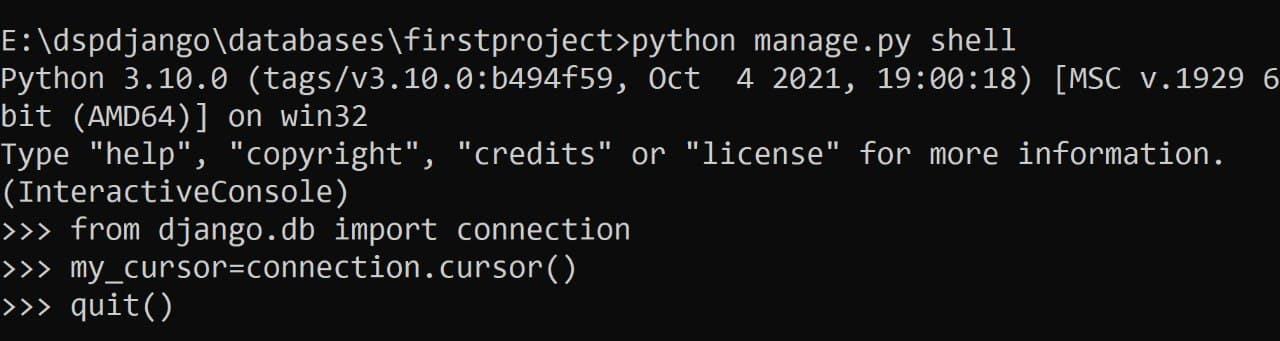 E:\dspdjango\databases\firstproject>python manage.py shell
Python 3.10.0 (tags/v3.10.0:b494f59, Oct  4 2021, 19:00:18) [MSC v.1929 6
bit (AMD64)] on win32
Type "help", "copyright", "credits" or "license" for more information.
(InteractiveConsole)
>>> from django.db import connection
>>> my_cursor=connection.cursor()
>>> quit()